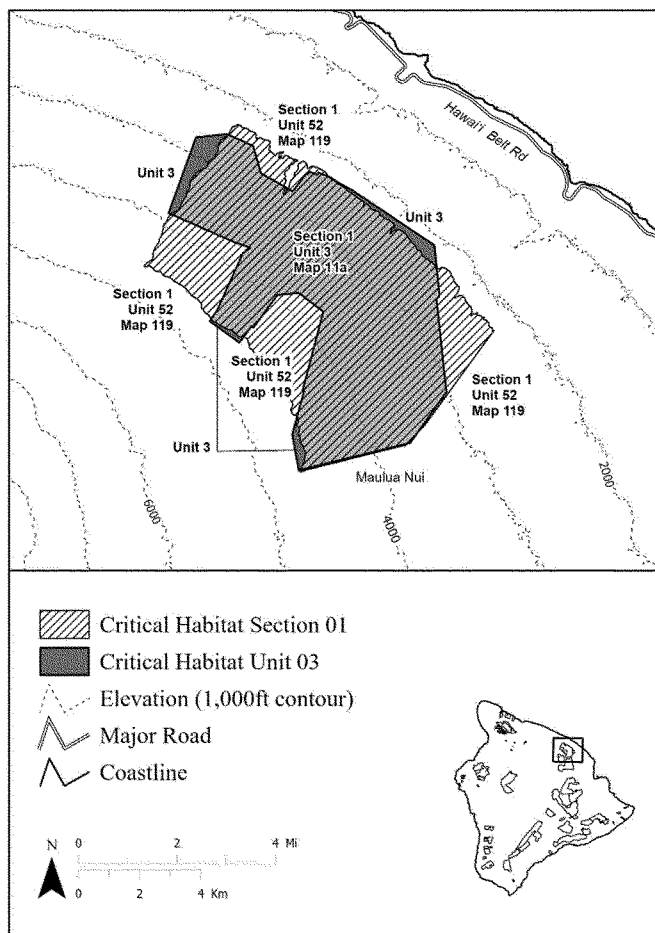 Hawai'i Belt Rd
Section 1
Unit 52
Map 119
Unit 3
Unit 3
Section 1
Unit 3
Map 11a
Section 1
Unit 52
Map 119
Section 1
Unit 52
Map 119
Section 1
Unit 52
Map 119
Unit 3
Maulua Nui
2000
4000
6000
Critical Habitat Section 01
Critical Habitat Unit 03
Elevation (1,000ft contour)
Major Road
Coastline
N
0 2 4 Mi
0 2 4 Km